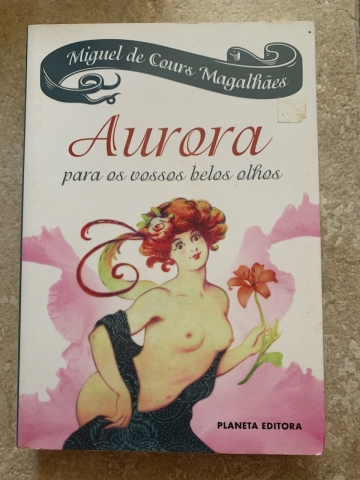 Miguel de Cours Magalhães
Aurora
para os vossos belos olhos
PLANETA EDITORA